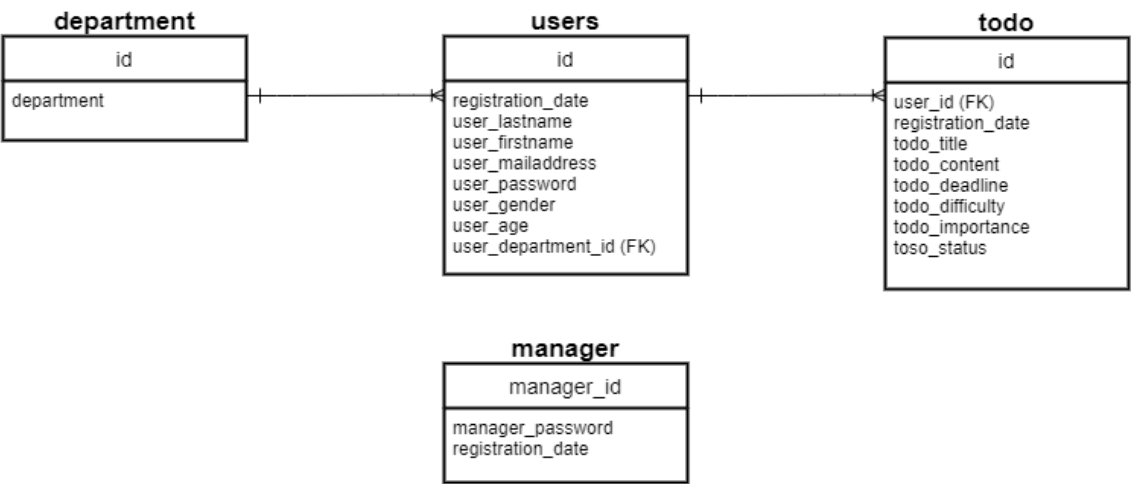 department
id
department
users
id
registration_date
user_lastname
user_firstname
user_mailaddress
user_password
user_gender
user_age
user_department_id (FK)
todo
id
user_id (FK)
registration_date
todo_title
todo_content
todo_deadline
todo_difficulty
todo_importance
toso_status
manager
manager_id
manager_password
registration_date